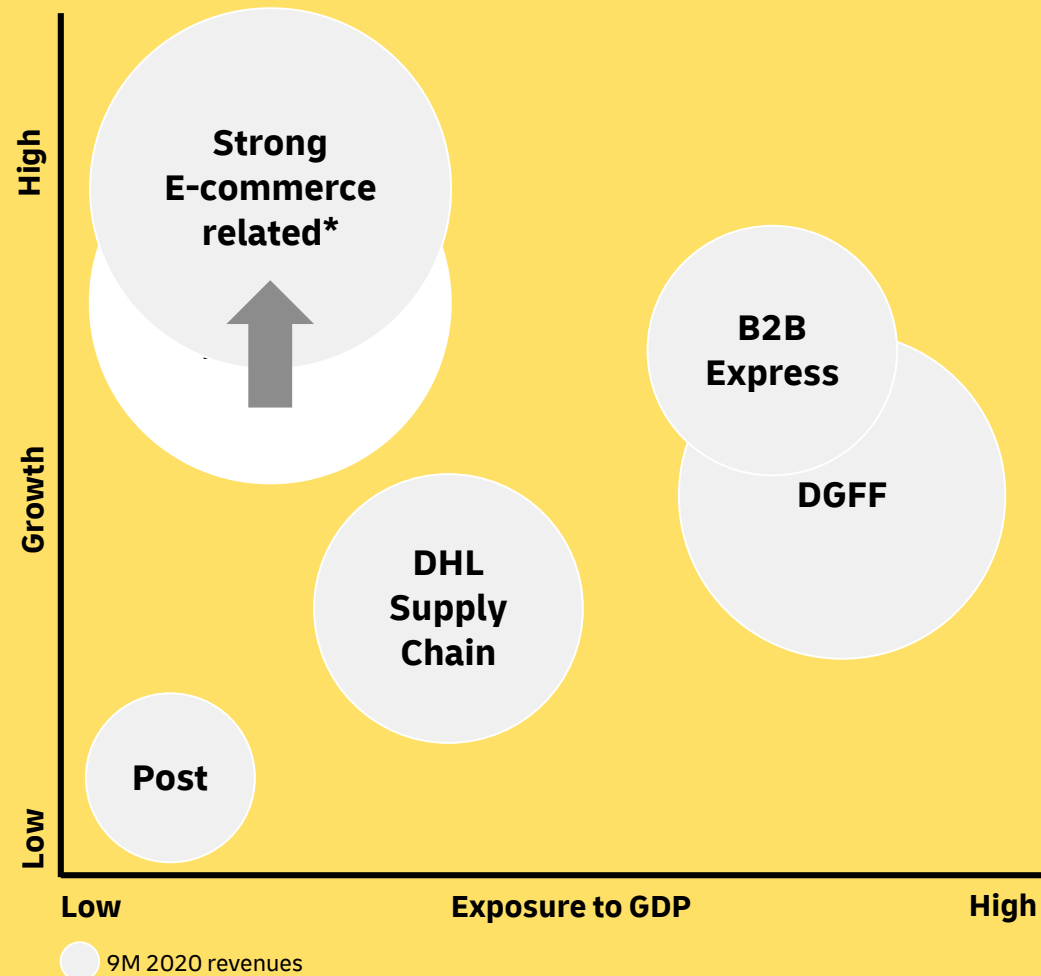 High
Growth
Low
Strong
E-commerce
related*
B2B
Express
DGFF
DHL
Supply
Chain
Post
Low
Exposure to GDP
High
9M 2020 revenues